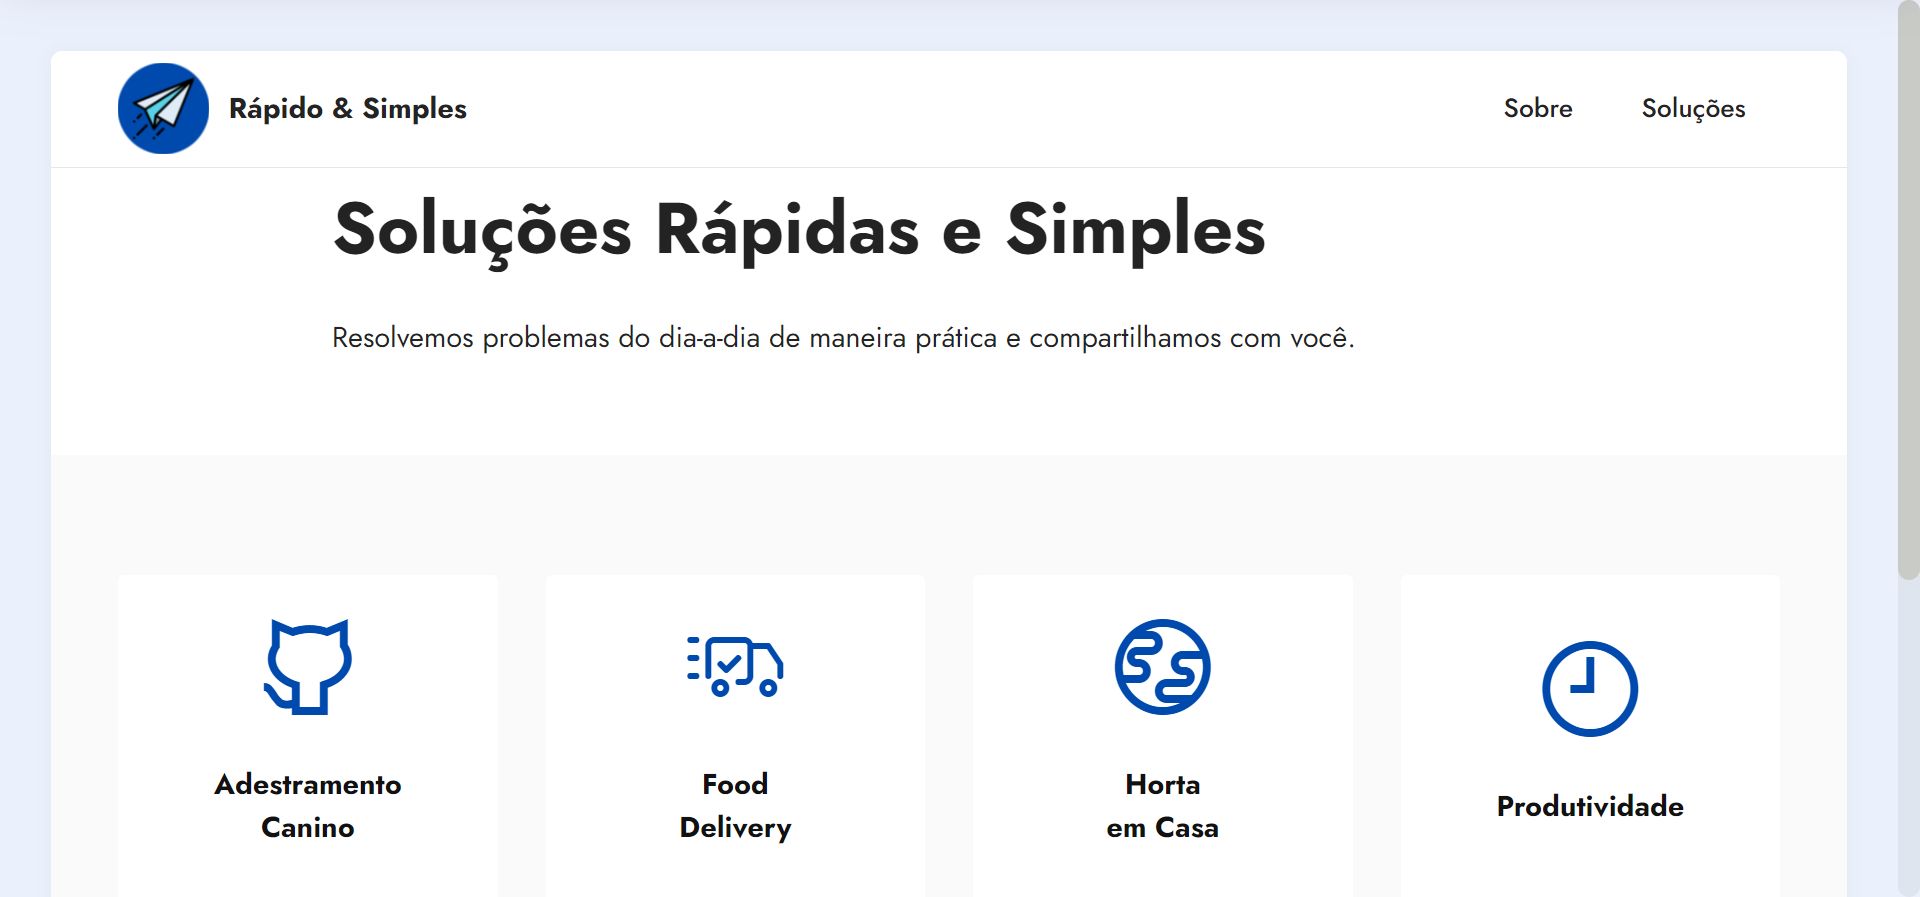 Rápido & Simples
Sobre
Soluções
Soluções Rápidas e Simples
Resolvemos problemas do dia-a-dia de maneira prática e compartilhamos com você.
Adestramento
Canino
Food
Delivery
Horta
em Casa
Produtividade